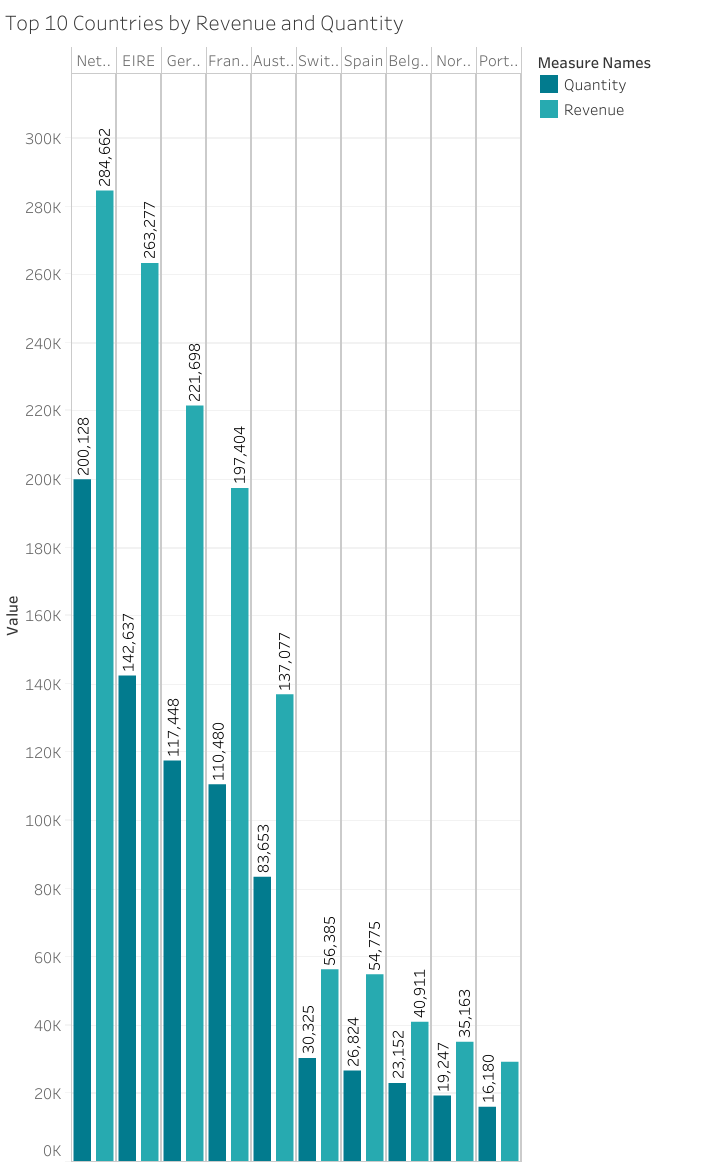 Top 10 Countries by Revenue and Quantity
Net.. EIRE Ger.. Fran.. Aust.. Swit.. Spain Belg.. Nor.. Port..
Measure Names
Quantity
Revenue
Value
300K
280K
260K
240K
220K
200K
180K
160K
140K
120K
100K
80K
60K
40K
20K
0K
200,128
284,662
142,637
263,277
117,448
221,698
110,480
197,404
83,653
137,077
30,325
56,385
26,824
54,775
23,152
40,911
19,247
35,163
16,180